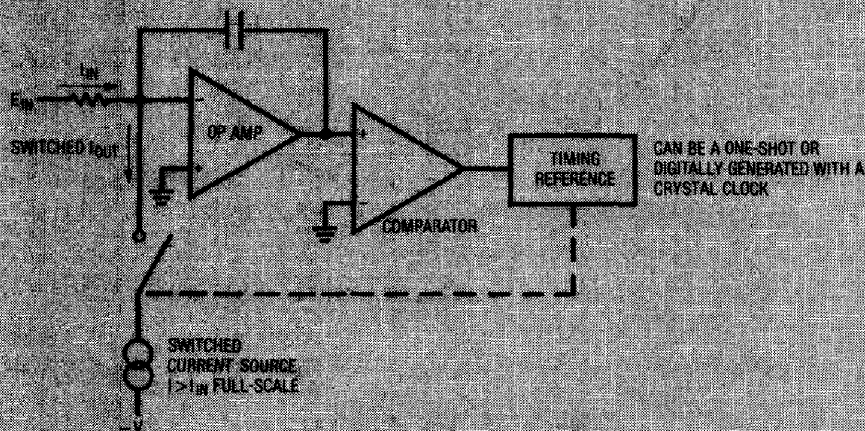 I_IN
E_IN
SWITCHED I_OUT
−
OP AMP
+
+
−
COMPARATOR
TIMING
REFERENCE
CAN BE A ONE-SHOT OR
DIGITALLY GENERATED WITH A
CRYSTAL CLOCK
SWITCHED
CURRENT SOURCE
I > I_IN FULL-SCALE
−V